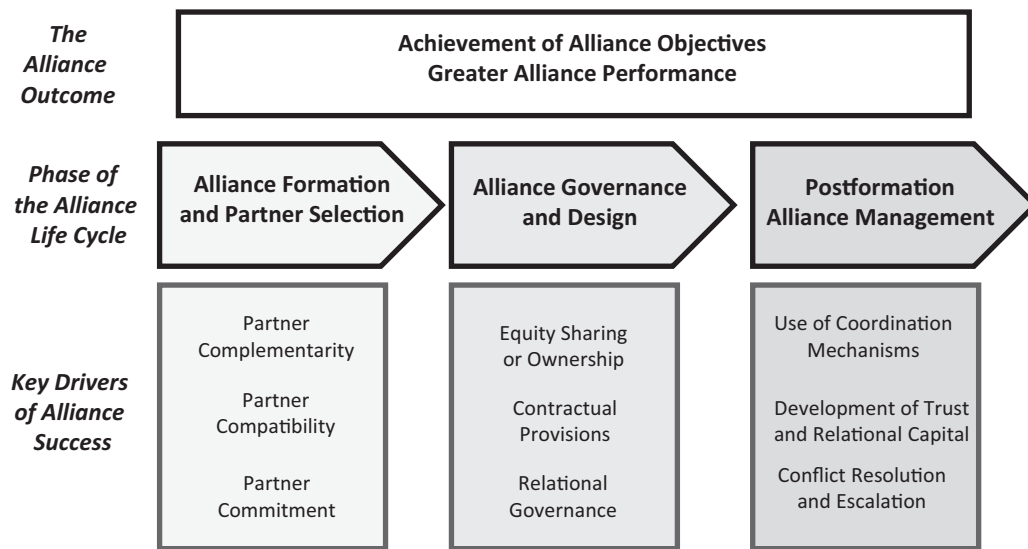 The
Alliance
Outcome
Achievement of Alliance Objectives
Greater Alliance Performance
Phase of
the Alliance
Life Cycle
Alliance Formation
and Partner Selection
Alliance Governance
and Design
Postformation
Alliance Management
Key Drivers
of Alliance
Success
Partner
Complementarity
Partner
Compatibility
Partner
Commitment
Equity Sharing
or Ownership
Contractual
Provisions
Relational
Governance
Use of Coordination
Mechanisms
Development of Trust
and Relational Capital
Conflict Resolution
and Escalation